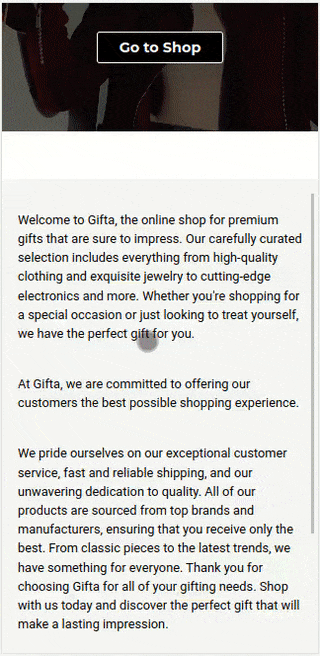 Go to Shop
Welcome to Gifta, the online shop for premium
gifts that are sure to impress. Our carefully curated
selection includes everything from high-quality
clothing and exquisite jewelry to cutting-edge
electronics and more. Whether you're shopping for
a special occasion or just looking to treat yourself,
we have the perfect gift for you.
At Gifta, we are committed to offering our
customers the best possible shopping experience.
We pride ourselves on our exceptional customer
service, fast and reliable shipping, and our
unwavering dedication to quality. All of our
products are sourced from top brands and
manufacturers, ensuring that you receive only the
best. From classic pieces to the latest trends, we
have something for everyone. Thank you for
choosing Gifta for all of your gifting needs. Shop
with us today and discover the perfect gift that will
make a lasting impression.